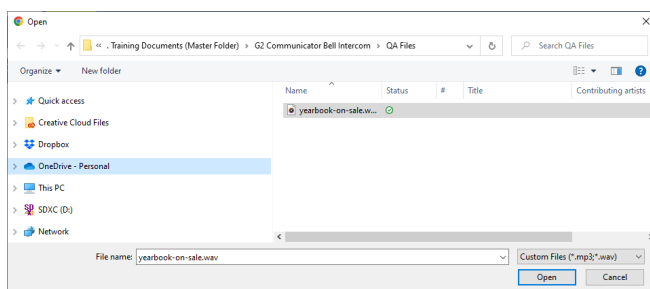 Open
« . Training Documents (Master Folder) > G2 Communicator Bell Intercom > QA Files
Search QA Files
Organize New folder
Name Status # Title Contributing artists
Quick access
yearbook-on-sale.w...
Creative Cloud Files
Dropbox
OneDrive - Personal
This PC
SDXC (D:)
Network
File name: yearbook-on-sale.wav Custom Files (*.mp3;*.wav)
Open Cancel